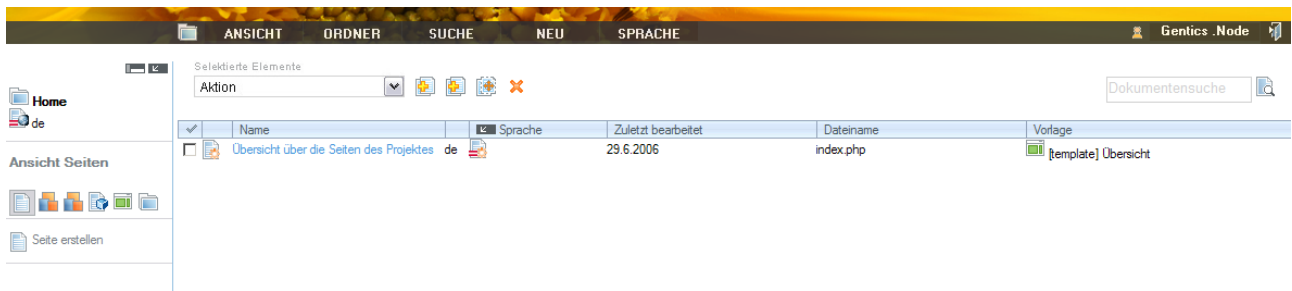 ANSICHT ORDNER SUCHE NEU SPRACHE Gentics .Node
Selektierte Elemente
Aktion Dokumentensuche
Home
de
Name Sprache Zuletzt bearbeitet Dateiname Vorlage
Übersicht über die Seiten des Projektes de 29.6.2006 index.php [template] Übersicht
Ansicht Seiten
Seite erstellen